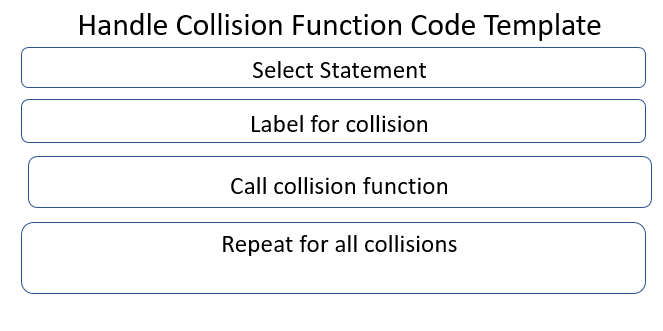 Handle Collision Function Code Template
Select Statement
Label for collision
Call collision function
Repeat for all collisions